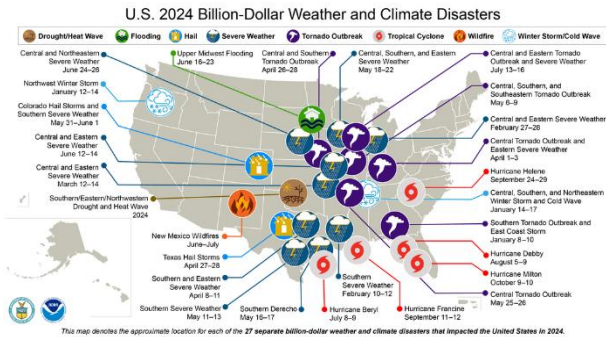 U.S. 2024 Billion-Dollar Weather and Climate Disasters
Drought/Heat Wave
Flooding
Hail
Severe Weather
Tornado Outbreak
Tropical Cyclone
Wildfire
Winter Storm/Cold Wave
Central and Northeastern
Severe Weather
June 24–28
Northwest Winter Storm
January 12–14
Colorado Hail Storms and
Southern Severe Weather
May 31–June 1
Central and Eastern
Severe Weather
June 12–14
Central and Eastern
Severe Weather
March 12–14
Southern/Eastern/Northwestern
Drought and Heat Wave
2024
New Mexico Wildfires
June–July
Texas Hail Storms
April 27–28
Southern and Eastern
Severe Weather
April 8–11
Southern Severe Weather
May 11–13
Upper Midwest Flooding
June 16–23
Central and Southern
Tornado Outbreak
April 26–28
Central, Southern, and Eastern
Severe Weather
May 18–22
Central and Eastern Tornado
Outbreak and Severe Weather
July 13–16
Central, Southern, and
Southeastern Tornado Outbreak
May 6–9
Central and Eastern Severe Weather
February 27–28
Central Tornado Outbreak and
Eastern Severe Weather
April 1–3
Hurricane Helene
September 24–29
Central, Southern, and Northeastern
Winter Storm and Cold Wave
January 14–17
Southern Tornado Outbreak and
East Coast Storm
January 8–10
Hurricane Debby
August 5–9
Hurricane Milton
October 9–10
Central Tornado Outbreak
May 25–26
Southern Derecho
May 16–17
Hurricane Beryl
July 8–9
Southern
Severe Weather
February 10–12
Hurricane Francine
September 11–12
This map denotes the approximate location for each of the 27 separate billion-dollar weather and climate disasters that impacted the United States in 2024.